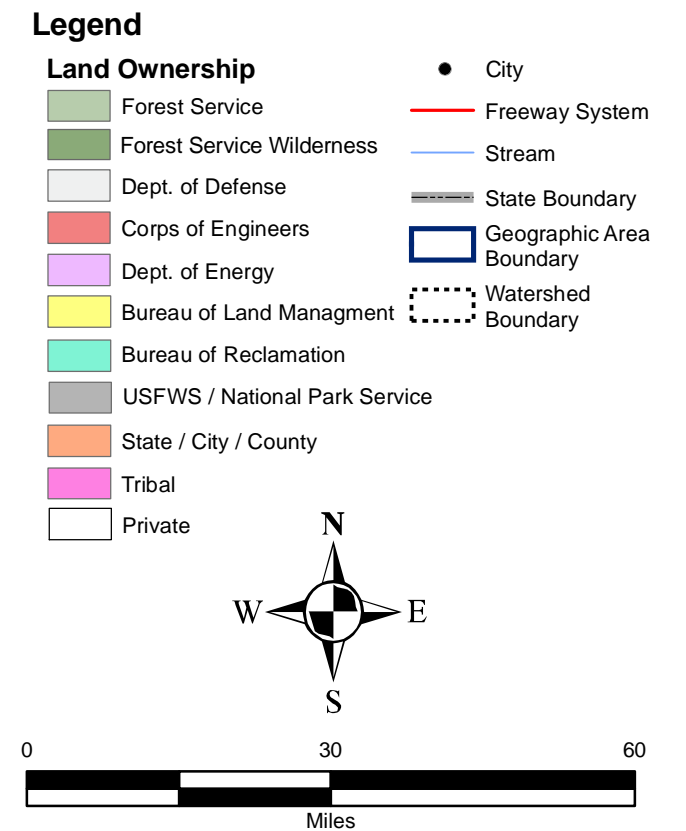 Legend
Land Ownership
Forest Service
Forest Service Wilderness
Dept. of Defense
Corps of Engineers
Dept. of Energy
Bureau of Land Managment
Bureau of Reclamation
USFWS / National Park Service
State / City / County
Tribal
Private
City
Freeway System
Stream
State Boundary
Geographic Area
Boundary
Watershed
Boundary
N
W
E
S
0
30
60
Miles